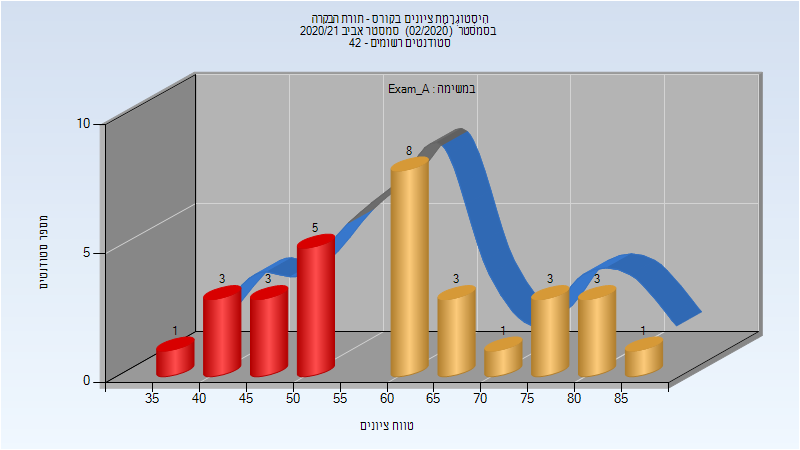 היסטוגרמת ציונים בקורס - תורת הבקרה
בסמסטר (02/2020) סמסטר אביב 2020/21
סטודנטים רשומים - 42
במשימה : Exam_A
מספר סטודנטים
10
5
0
1
3
3
5
8
3
1
3
3
1
35 40 45 50 55 60 65 70 75 80 85
טווח ציונים